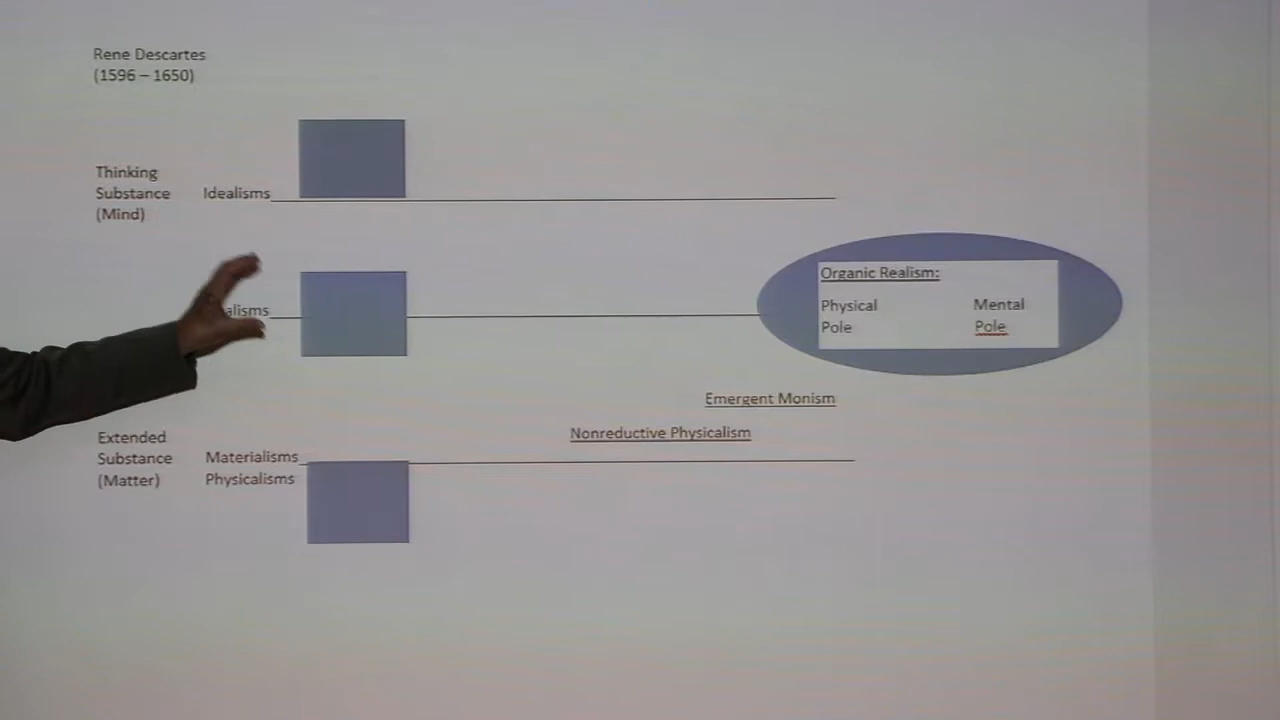 Rene Descartes
(1596 – 1650)
Thinking
Substance
(Mind)
Idealisms
Organic Realism:
Physical
Pole
Mental
Pole
Emergent Monism
Nonreductive Physicalism
Extended
Substance
(Matter)
Materialisms
Physicalisms